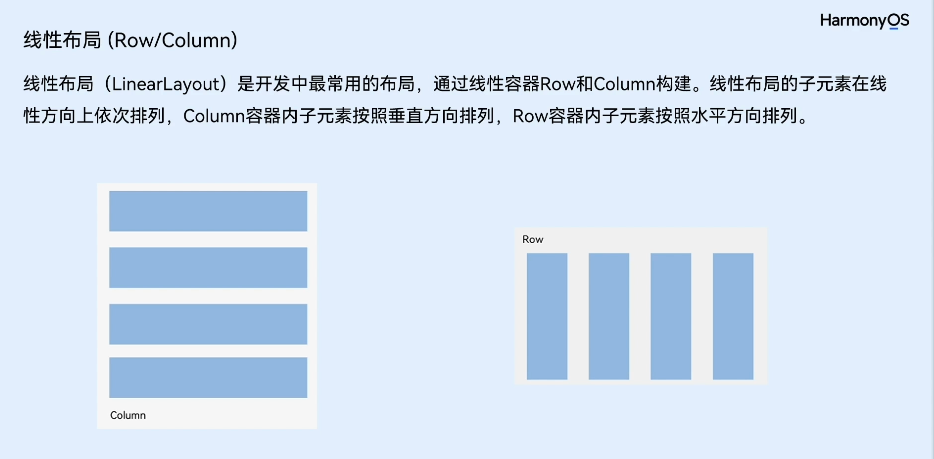 HarmonyOS
线性布局 (Row/Column)
线性布局（LinearLayout）是开发中最常用的布局，通过线性容器Row和Column构建。线性布局的子元素在线
性方向上依次排列，Column容器内子元素按照垂直方向排列，Row容器内子元素按照水平方向排列。
Row
Column